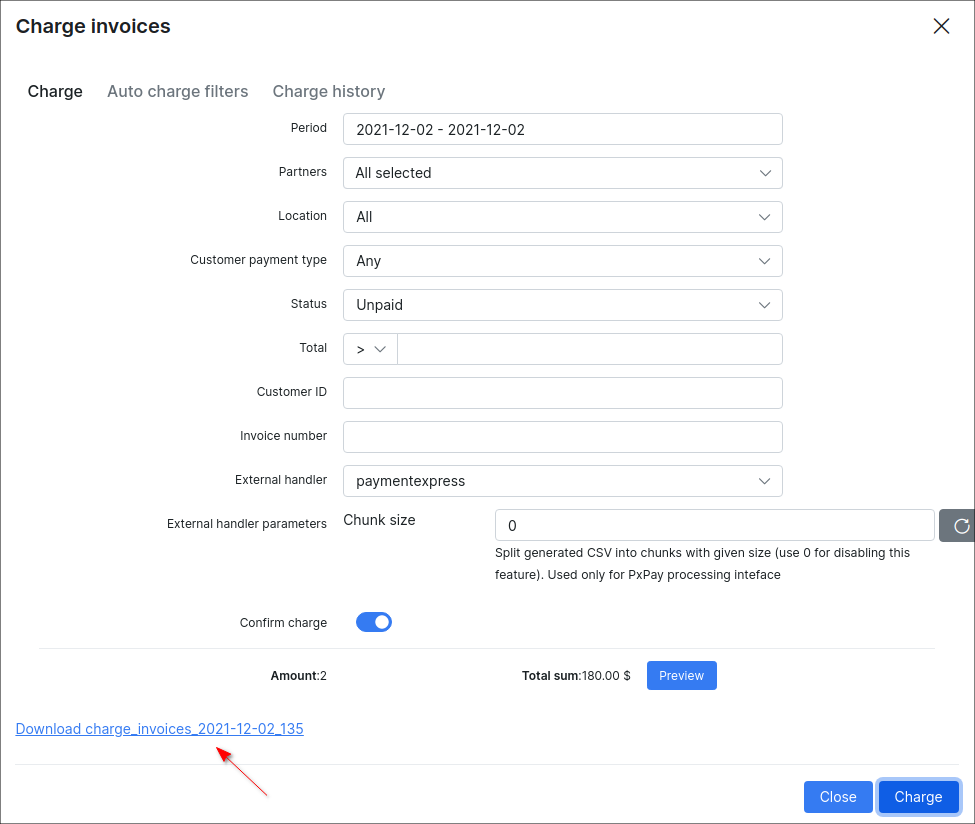 Charge invoices
Charge Auto charge filters Charge history
Period 2021-12-02 - 2021-12-02
Partners All selected
Location All
Customer payment type Any
Status Unpaid
Total >
Customer ID
Invoice number
External handler paymentexpress
External handler parameters Chunk size 0
Split generated CSV into chunks with given size (use 0 for disabling this
feature). Used only for PxPay processing inteface
Confirm charge
Amount:2 Total sum:180.00 $ Preview
Download charge_invoices_2021-12-02_135
Close Charge